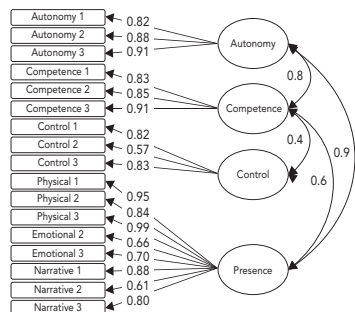 Autonomy 1
Autonomy 2
Autonomy 3
Competence 1
Competence 2
Competence 3
Control 1
Control 2
Control 3
Physical 1
Physical 2
Physical 3
Emotional 2
Emotional 3
Narrative 1
Narrative 2
Narrative 3
0.82
0.88
0.91
0.83
0.85
0.91
0.82
0.57
0.83
0.95
0.84
0.99
0.66
0.70
0.88
0.61
0.80
Autonomy
Competence
Control
Presence
0.8
0.4
0.9
0.6